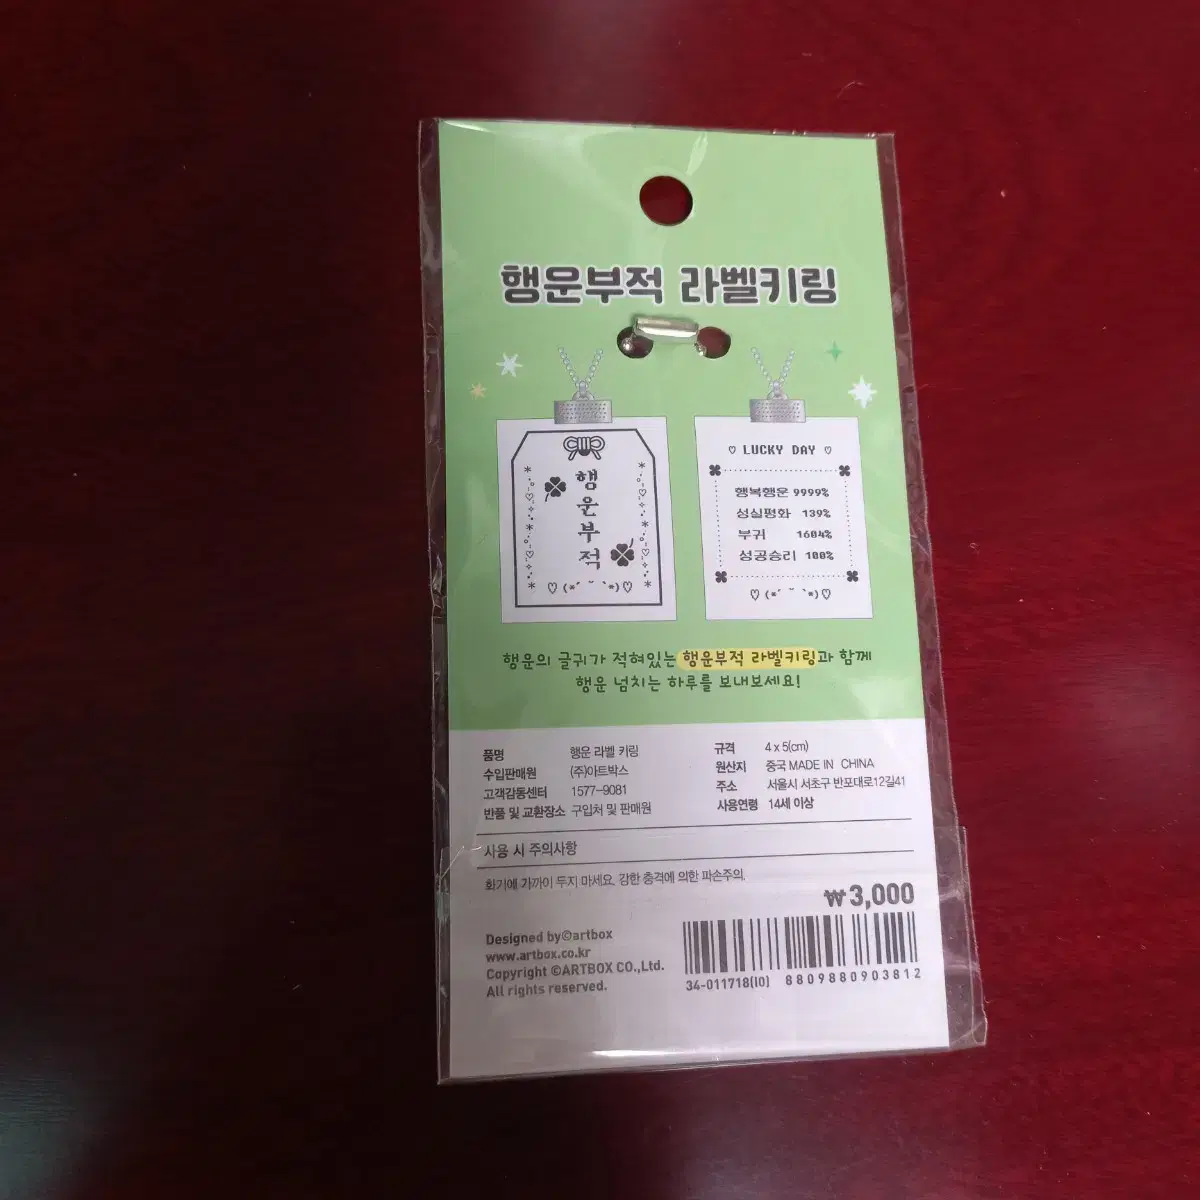 행운부적 라벨키링
행운부적
♡ (*´ ˘ `*)♡
♡ LUCKY DAY ♡
행복행운 9999%
성실평화 139%
부귀 1604%
성공승리 100%
♡ (*´ ˘ `*)♡
행운의 글귀가 적혀있는 행운부적 라벨키링과 함께
행운 넘치는 하루를 보내보세요!
품명 행운 라벨 키링
수입판매원 (주)아트박스
고객감동센터 1577-9081
반품 및 교환장소 구입처 및 판매원
규격 4 x 5(cm)
원산지 중국 MADE IN CHINA
주소 서울시 서초구 반포대로12길41
사용연령 14세 이상
사용 시 주의사항
화기에 가까이 두지 마세요. 강한 충격에 의한 파손주의.
₩3,000
Designed by©artbox
www.artbox.co.kr
Copyright ©ARTBOX CO.,Ltd.
All rights reserved.
34-011718(10) 8809880903812